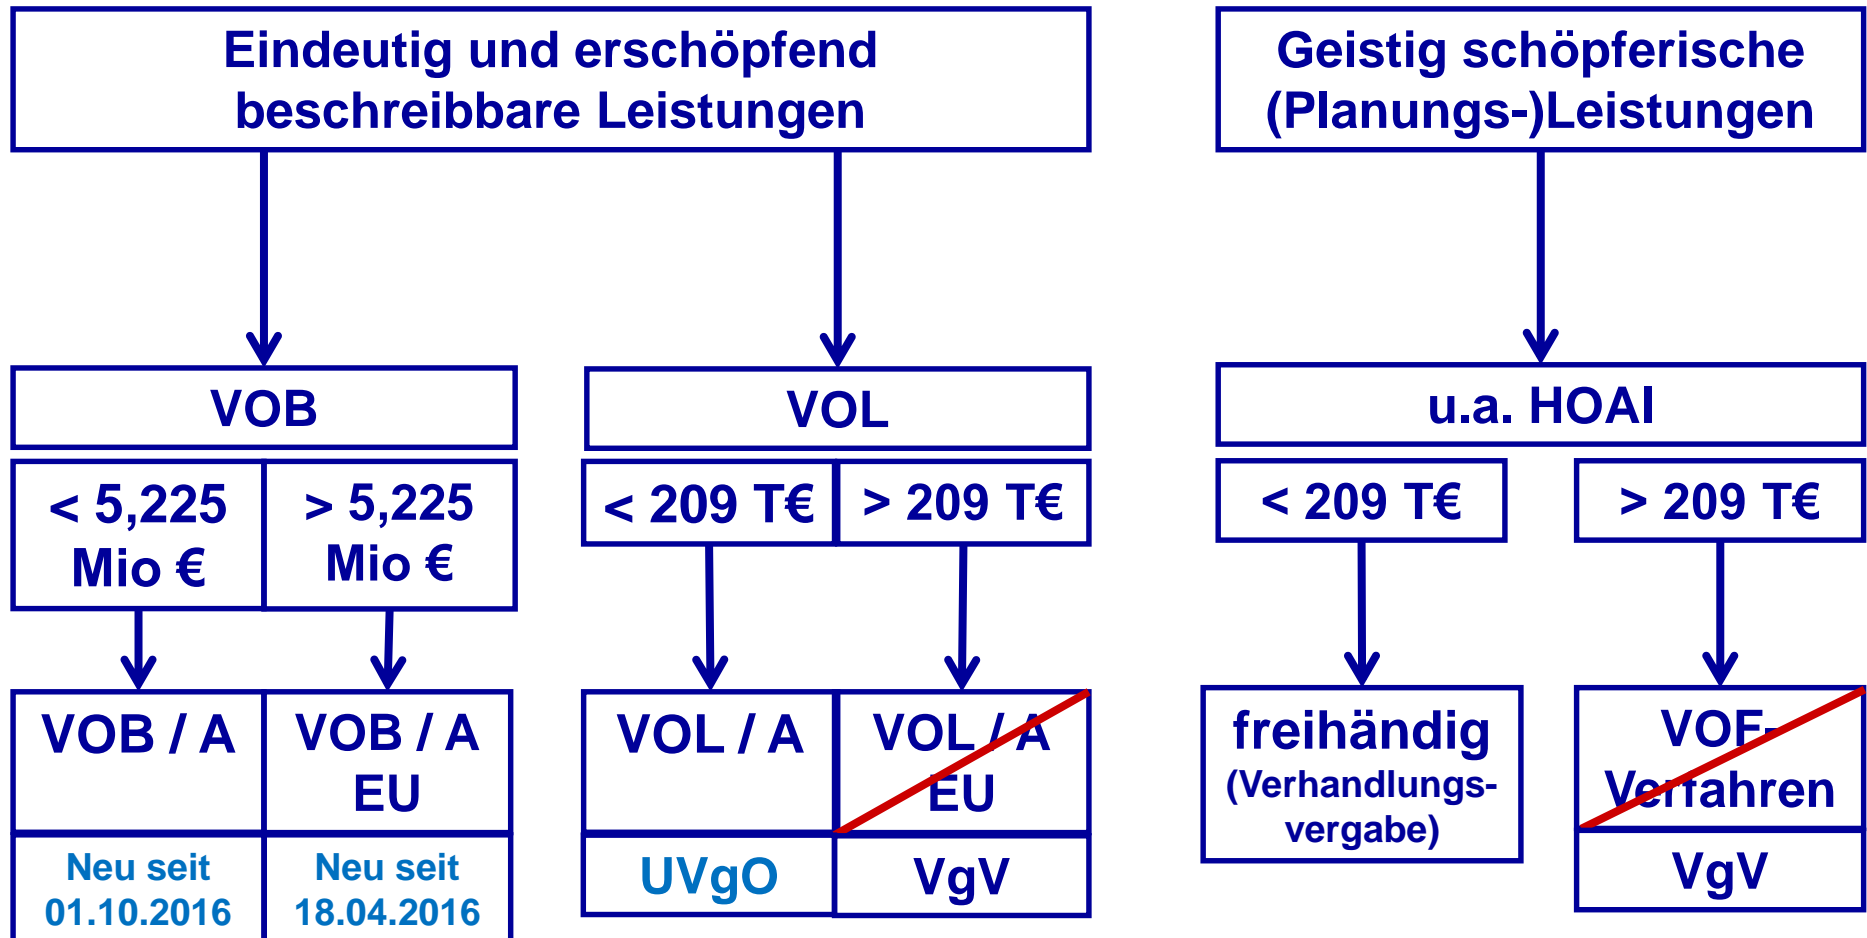 Eindeutig und erschöpfend
beschreibbare Leistungen
Geistig schöpferische
(Planungs-)Leistungen
VOB
VOL
u.a. HOAI
< 5,225
Mio €
> 5,225
Mio €
< 209 T€
> 209 T€
< 209 T€
> 209 T€
VOB / A
VOB / A
EU
VOL / A
VOL / A
EU
freihändig
(Verhandlungs-
vergabe)
VOF-
Verfahren
Neu seit
01.10.2016
Neu seit
18.04.2016
UVgO
VgV
VgV